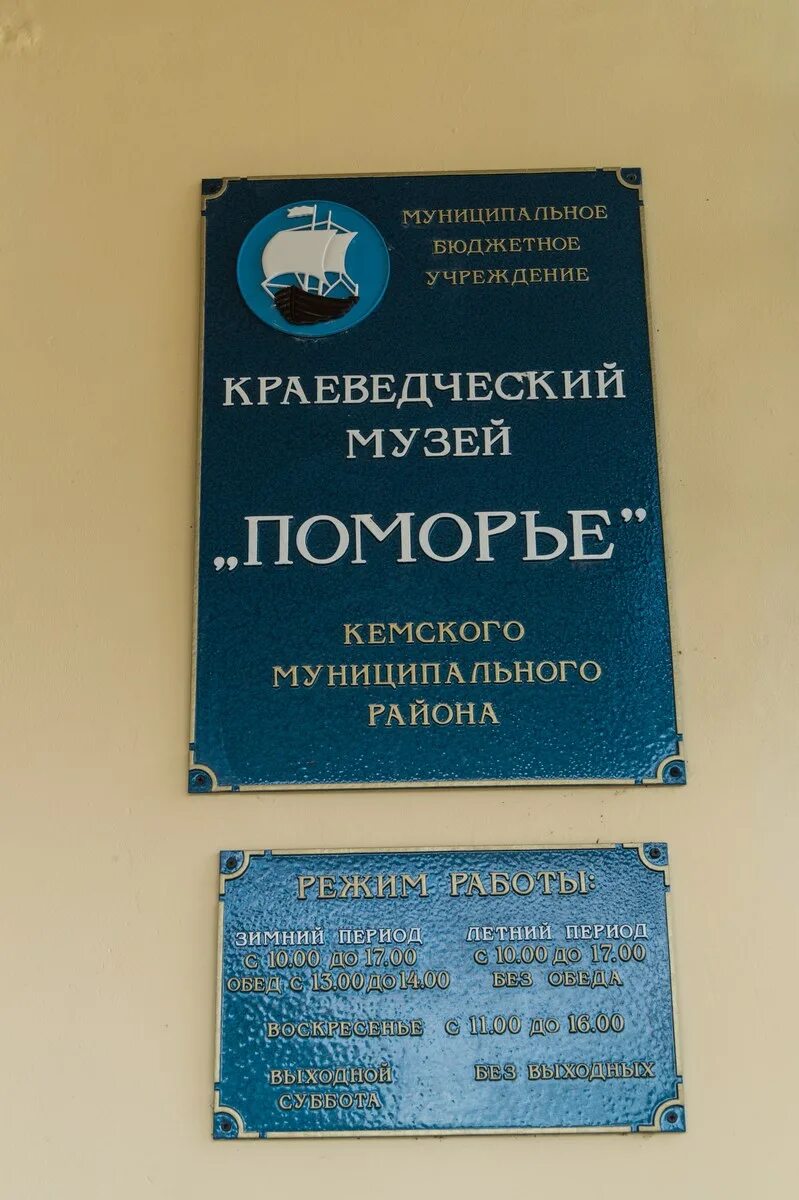 МУНИЦИПАЛЬНОЕ
БЮДЖЕТНОЕ
УЧРЕЖДЕНИЕ
КРАЕВЕДЧЕСКИЙ
МУЗЕЙ
„ПОМОРЬЕ”
КЕМСКОГО
МУНИЦИПАЛЬНОГО
РАЙОНА
РЕЖИМ РАБОТЫ:
ЗИМНИЙ ПЕРИОД
С 10.00 ДО 17.00
ОБЕД С 13.00 ДО 14.00
ЛЕТНИЙ ПЕРИОД
С 10.00 ДО 17.00
БЕЗ ОБЕДА
ВОСКРЕСЕНЬЕ С 11.00 ДО 16.00
ВЫХОДНОЙ
СУББОТА
БЕЗ ВЫХОДНЫХ